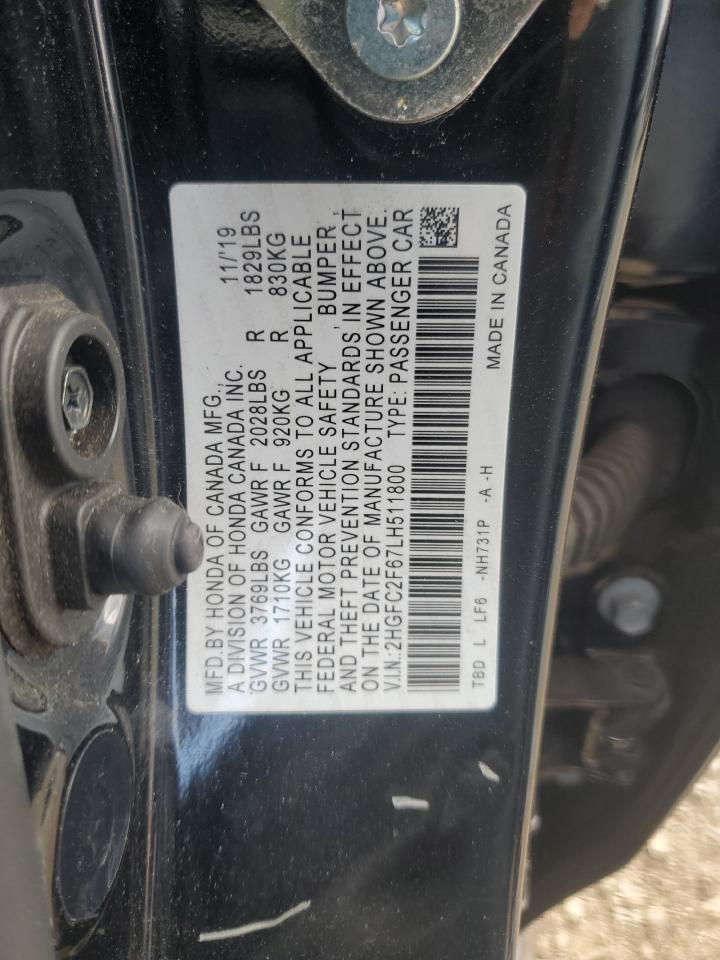 MFD.BY HONDA OF CANADA MFG., 11/'19
A DIVISION OF HONDA CANADA INC.
GVWR 3769LBS GAWR F 2028LBS R 1829LBS
GVWR 1710KG GAWR F 920KG R 830KG
THIS VEHICLE CONFORMS TO ALL APPLICABLE
FEDERAL MOTOR VEHICLE SAFETY , BUMPER ,
AND THEFT PREVENTION STANDARDS, IN EFFECT
ON THE DATE OF MANUFACTURE SHOWN ABOVE.
V.I.N.:2HGFC2F67LH511800 TYPE: PASSENGER CAR
TBD L LF6 -NH731P -A -H
MADE IN CANADA